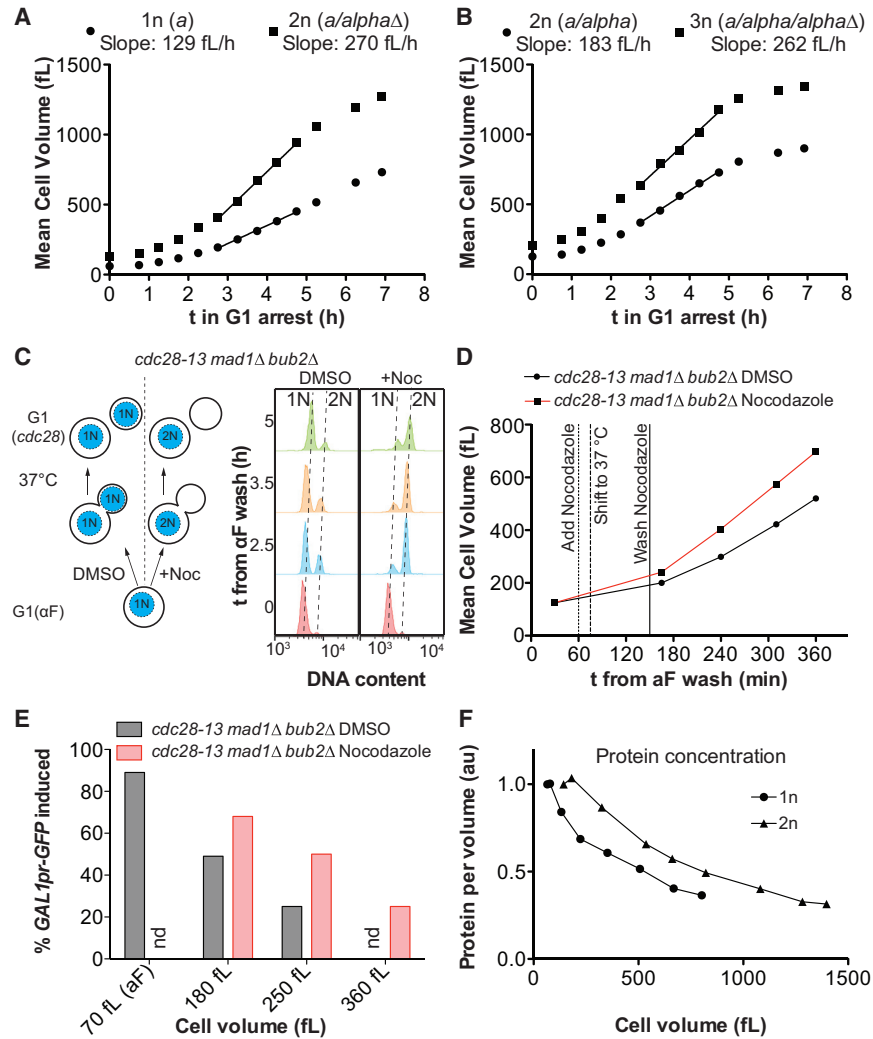 A
1n (a)
Slope: 129 fL/h
2n (a/alphaΔ)
Slope: 270 fL/h
Mean Cell Volume (fL)
1500
1000
500
0
0 1 2 3 4 5 6 7 8
t in G1 arrest (h)
B
2n (a/alpha)
Slope: 183 fL/h
3n (a/alpha/alphaΔ)
Slope: 262 fL/h
Mean Cell Volume (fL)
1500
1000
500
0
0 1 2 3 4 5 6 7 8
t in G1 arrest (h)
C
cdc28-13 mad1Δ bub2Δ
G1
(cdc28)
1N
1N
2N
37°C
1N
1N
2N
DMSO
+Noc
G1(αF)
1N
DMSO
+Noc
1N 2N
1N 2N
t from αF wash (h)
5
3.5
2.5
0
10³ 10⁴
10³ 10⁴
DNA content
D
cdc28-13 mad1Δ bub2Δ DMSO
cdc28-13 mad1Δ bub2Δ Nocodazole
Mean Cell Volume (fL)
800
600
400
200
0
Add Nocodazole
Shift to 37 °C
Wash Nocodazole
0 60 120 180 240 300 360
t from aF wash (min)
E
cdc28-13 mad1Δ bub2Δ DMSO
cdc28-13 mad1Δ bub2Δ Nocodazole
% GAL1pr-GFP induced
100
80
60
40
20
0
nd
nd
70 fL (aF)
180 fL
250 fL
360 fL
Cell volume (fL)
F
Protein concentration
1n
2n
Protein per volume (au)
1.0
0.5
0.0
0 500 1000 1500
Cell volume (fL)